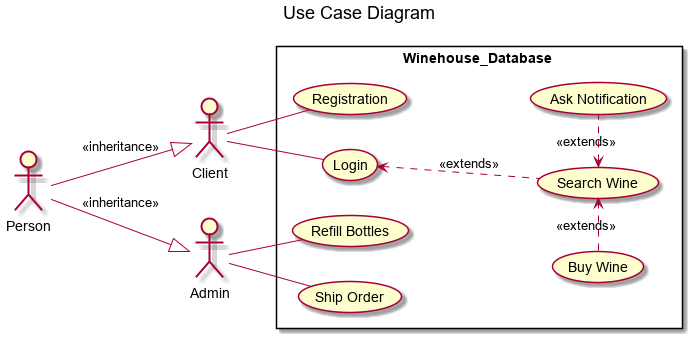 Use Case Diagram
Winehouse_Database
Registration
Ask Notification
«inheritance»
«extends»
Client
Login
«extends»
Search Wine
Person
«inheritance»
Refill Bottles
«extends»
Buy Wine
Admin
Ship Order